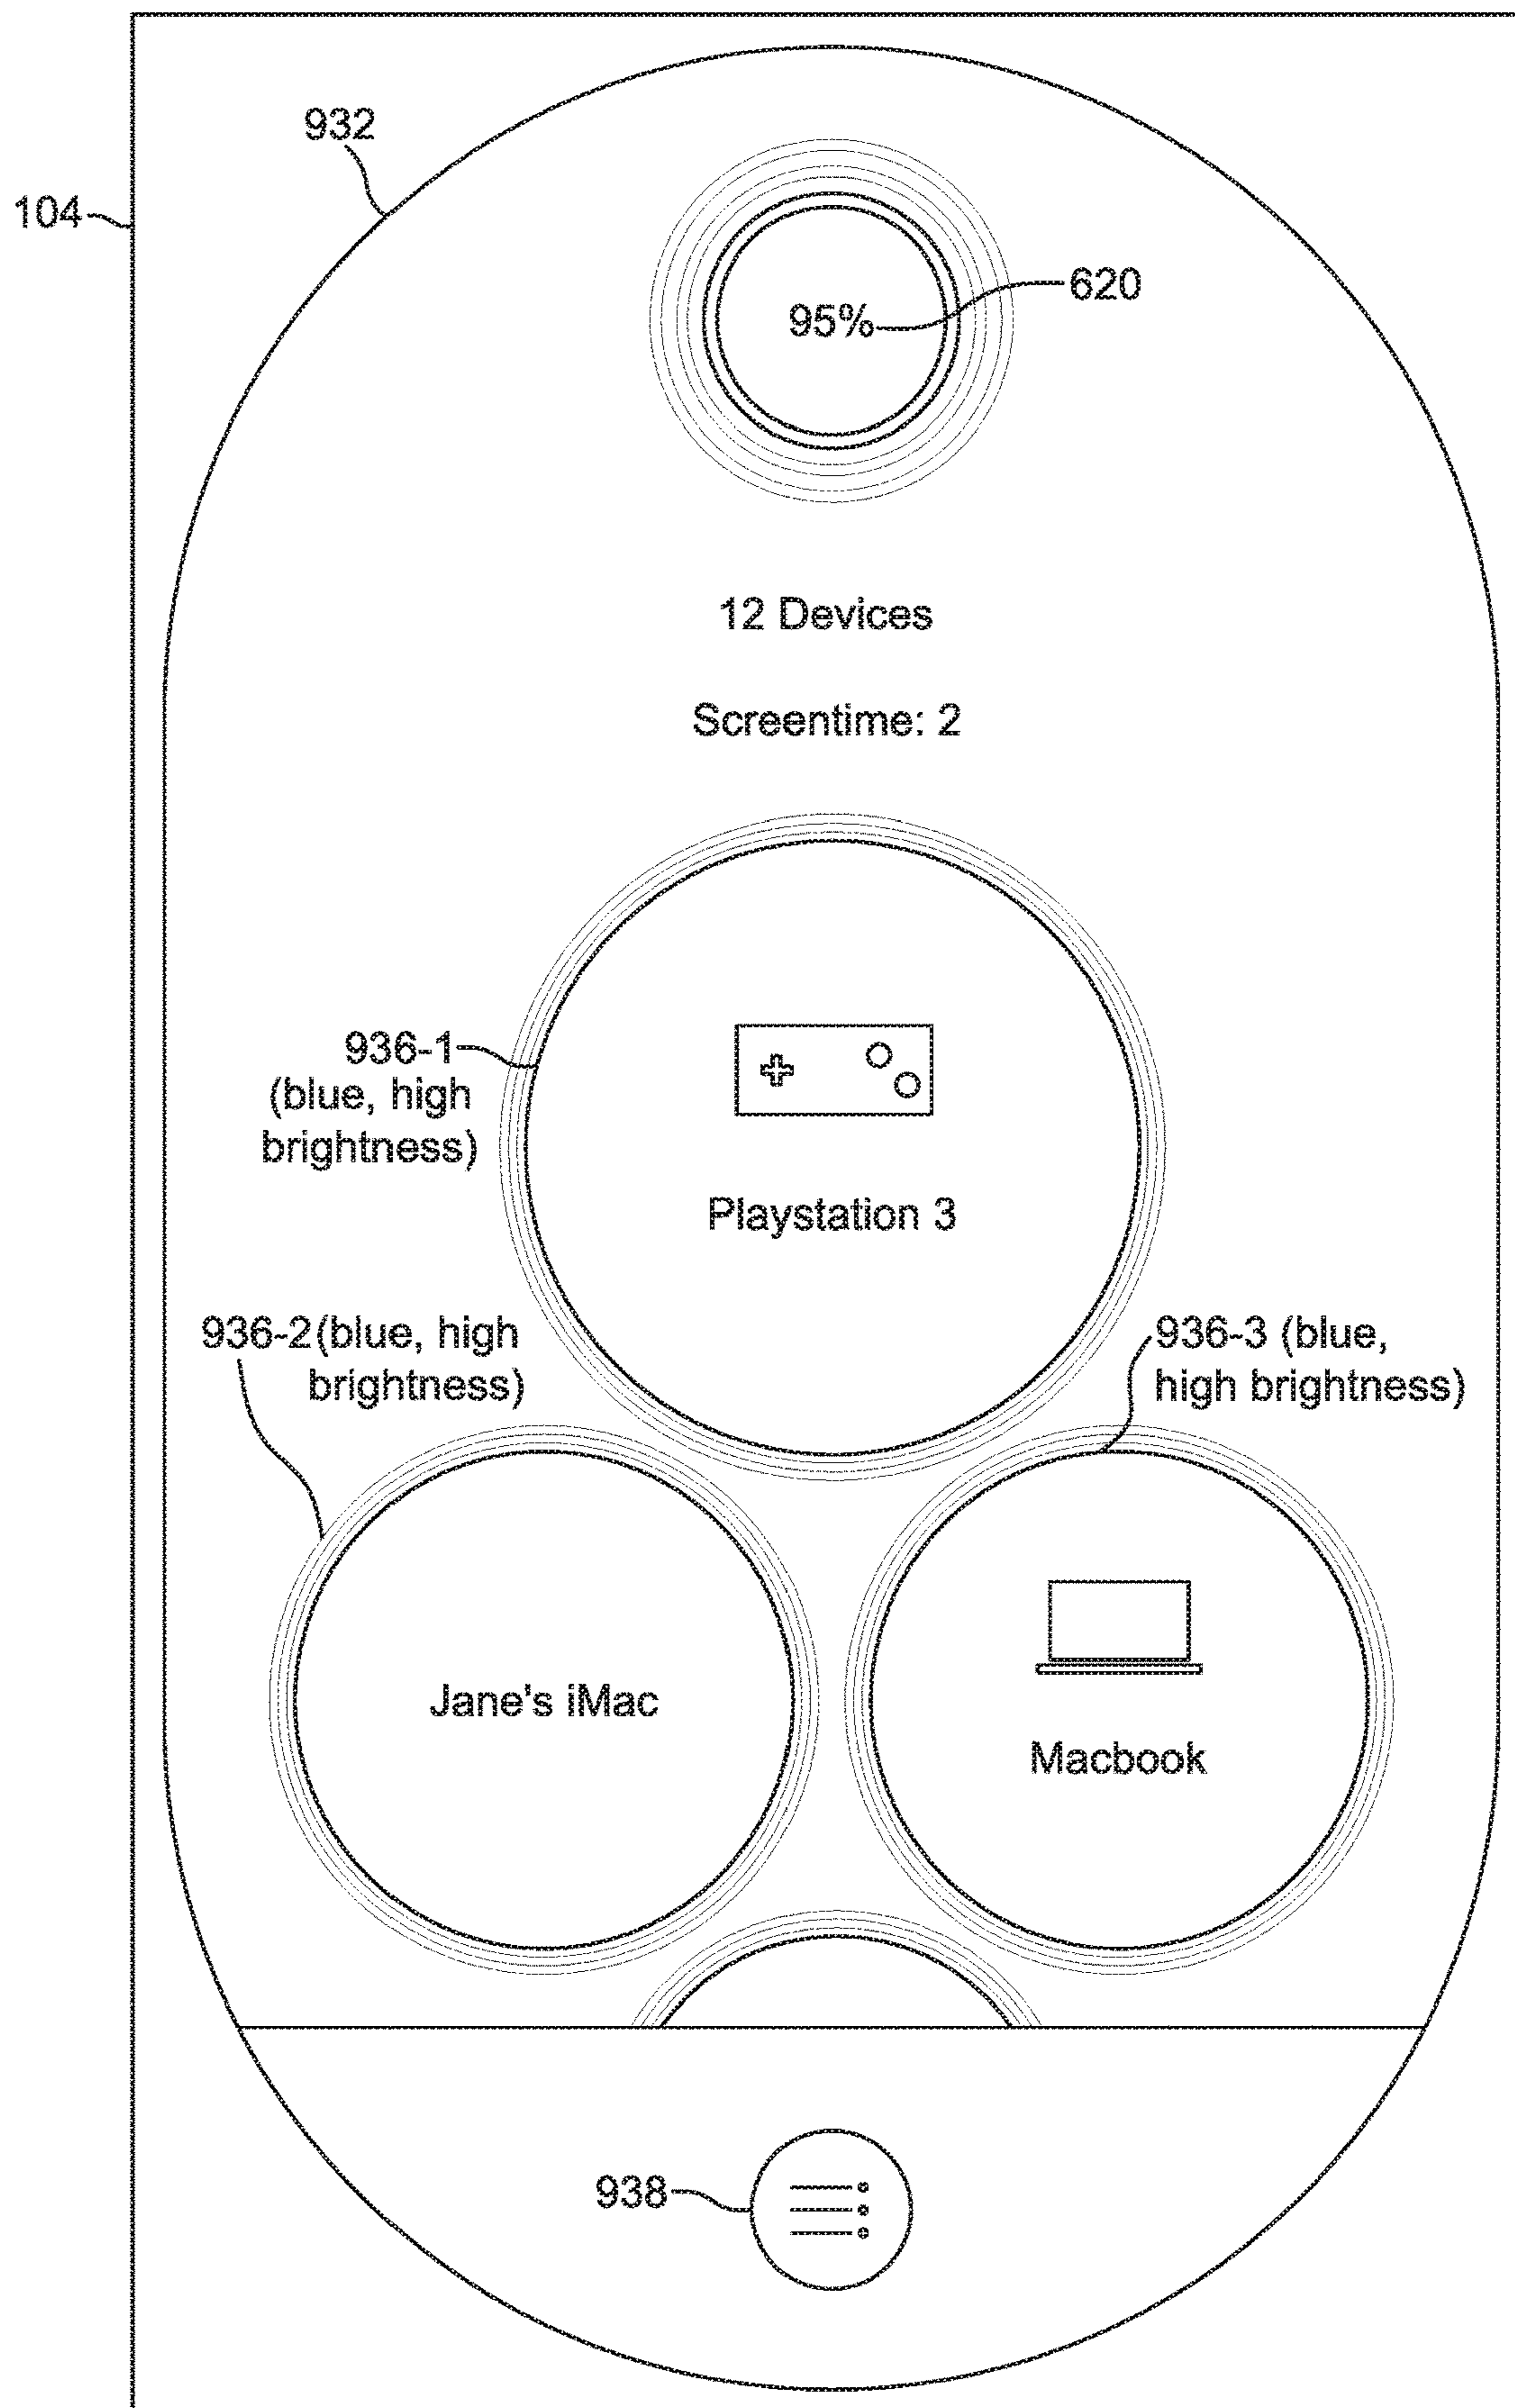 932
104
95%
620
12 Devices
Screentime: 2
936-1
(blue, high
brightness)
Playstation 3
936-2(blue, high
brightness)
936-3 (blue,
high brightness)
Jane's iMac
Macbook
938